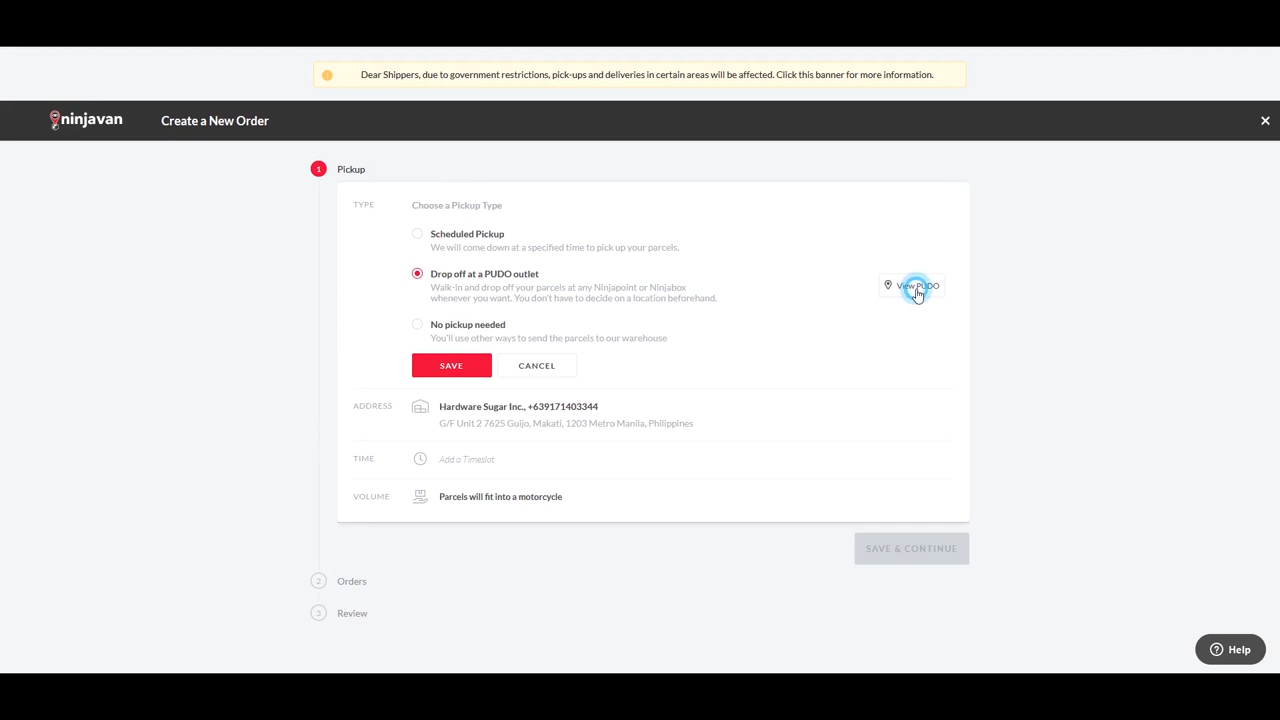 Dear Shippers, due to government restrictions, pick-ups and deliveries in certain areas will be affected. Click this banner for more information.
ninjavan
Create a New Order
1
Pickup
TYPE
Choose a Pickup Type
Scheduled Pickup
We will come down at a specified time to pick up your parcels.
Drop off at a PUDO outlet
Walk-in and drop off your parcels at any Ninjapoint or Ninjabox
whenever you want. You don't have to decide on a location beforehand.
View PUDO
No pickup needed
You'll use other ways to send the parcels to our warehouse
SAVE
CANCEL
ADDRESS
Hardware Sugar Inc., +639171403344
G/F Unit 2 7625 Guijo, Makati, 1203 Metro Manila, Philippines
TIME
Add a Timeslot
VOLUME
Parcels will fit into a motorcycle
SAVE & CONTINUE
2
Orders
3
Review
Help